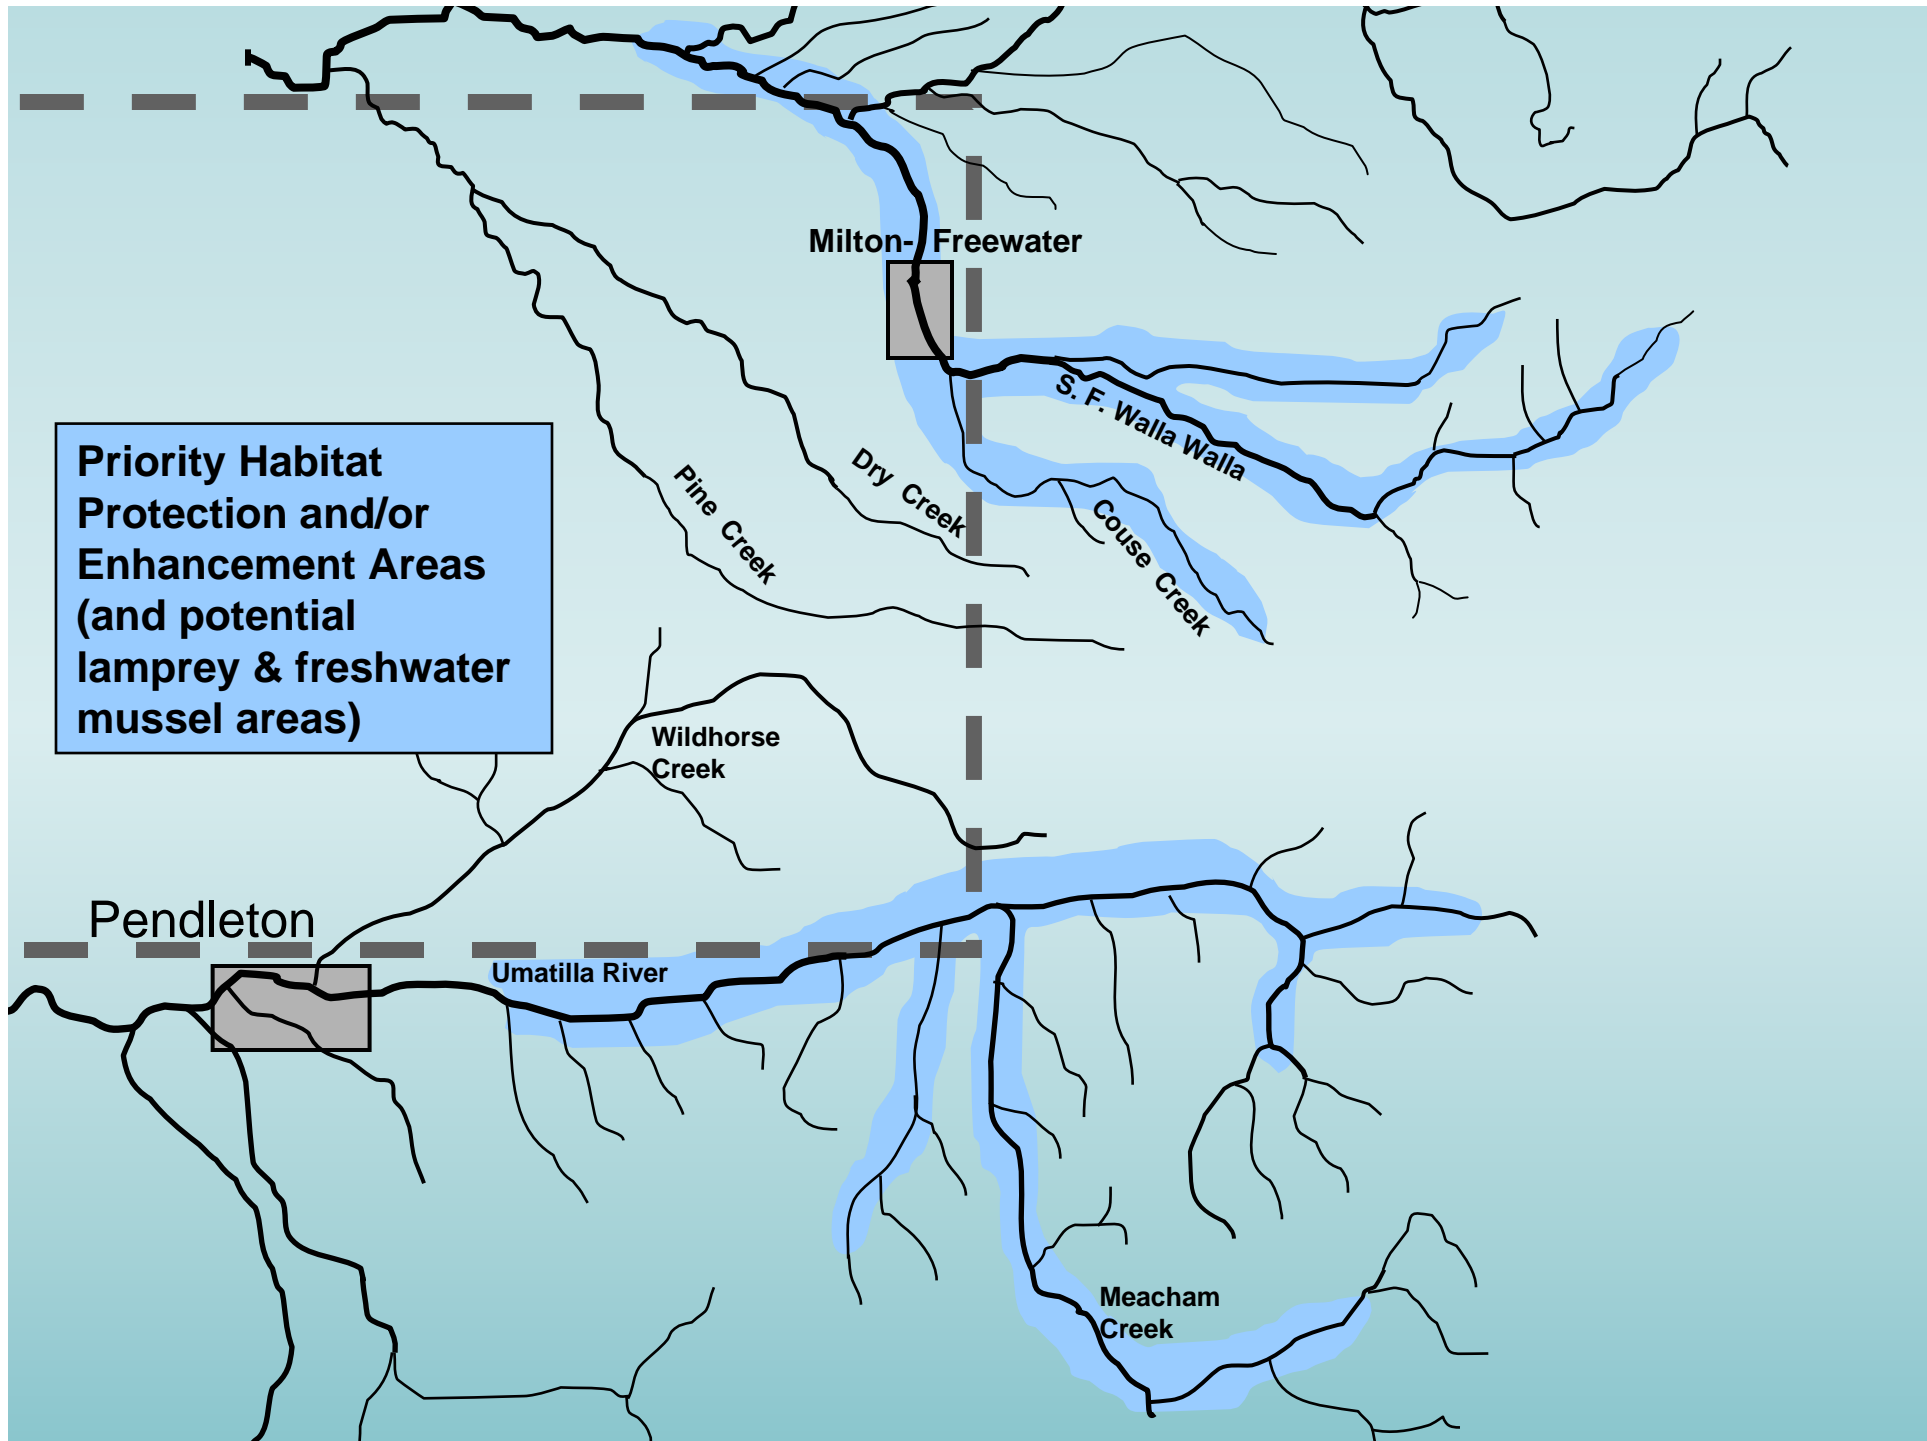 Milton- Freewater
S. F. Walla Walla
Priority Habitat
Protection and/or
Enhancement Areas
(and potential
lamprey & freshwater
mussel areas)
Pine Creek
Dry Creek
Couse Creek
Wildhorse
Creek
Pendleton
Umatilla River
Meacham
Creek